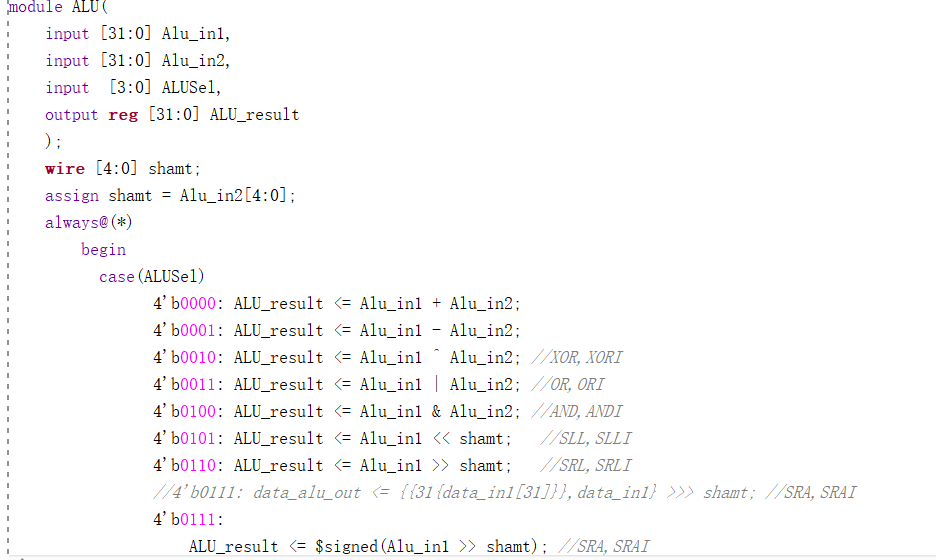 module ALU(
input [31:0] Alu_in1,
input [31:0] Alu_in2,
input  [3:0] ALUSel,
output reg [31:0] ALU_result
);
wire [4:0] shamt;
assign shamt = Alu_in2[4:0];
always@(*)
begin
case(ALUSel)
4'b0000: ALU_result <= Alu_in1 + Alu_in2;
4'b0001: ALU_result <= Alu_in1 - Alu_in2;
4'b0010: ALU_result <= Alu_in1 ^ Alu_in2; //XOR,XORI
4'b0011: ALU_result <= Alu_in1 | Alu_in2; //OR,ORI
4'b0100: ALU_result <= Alu_in1 & Alu_in2; //AND,ANDI
4'b0101: ALU_result <= Alu_in1 << shamt;   //SLL,SLLI
4'b0110: ALU_result <= Alu_in1 >> shamt;   //SRL,SRLI
//4'b0111: data_alu_out <= {{31{data_in1[31]}},data_in1} >>> shamt; //SRA,SRAI
4'b0111:
ALU_result <= $signed(Alu_in1 >> shamt); //SRA,SRAI